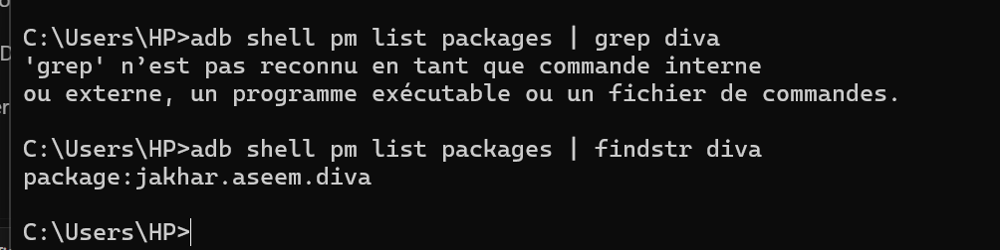 C:\Users\HP>adb shell pm list packages | grep diva
'grep' n’est pas reconnu en tant que commande interne
ou externe, un programme exécutable ou un fichier de commandes.
C:\Users\HP>adb shell pm list packages | findstr diva
package:jakhar.aseem.diva
C:\Users\HP>